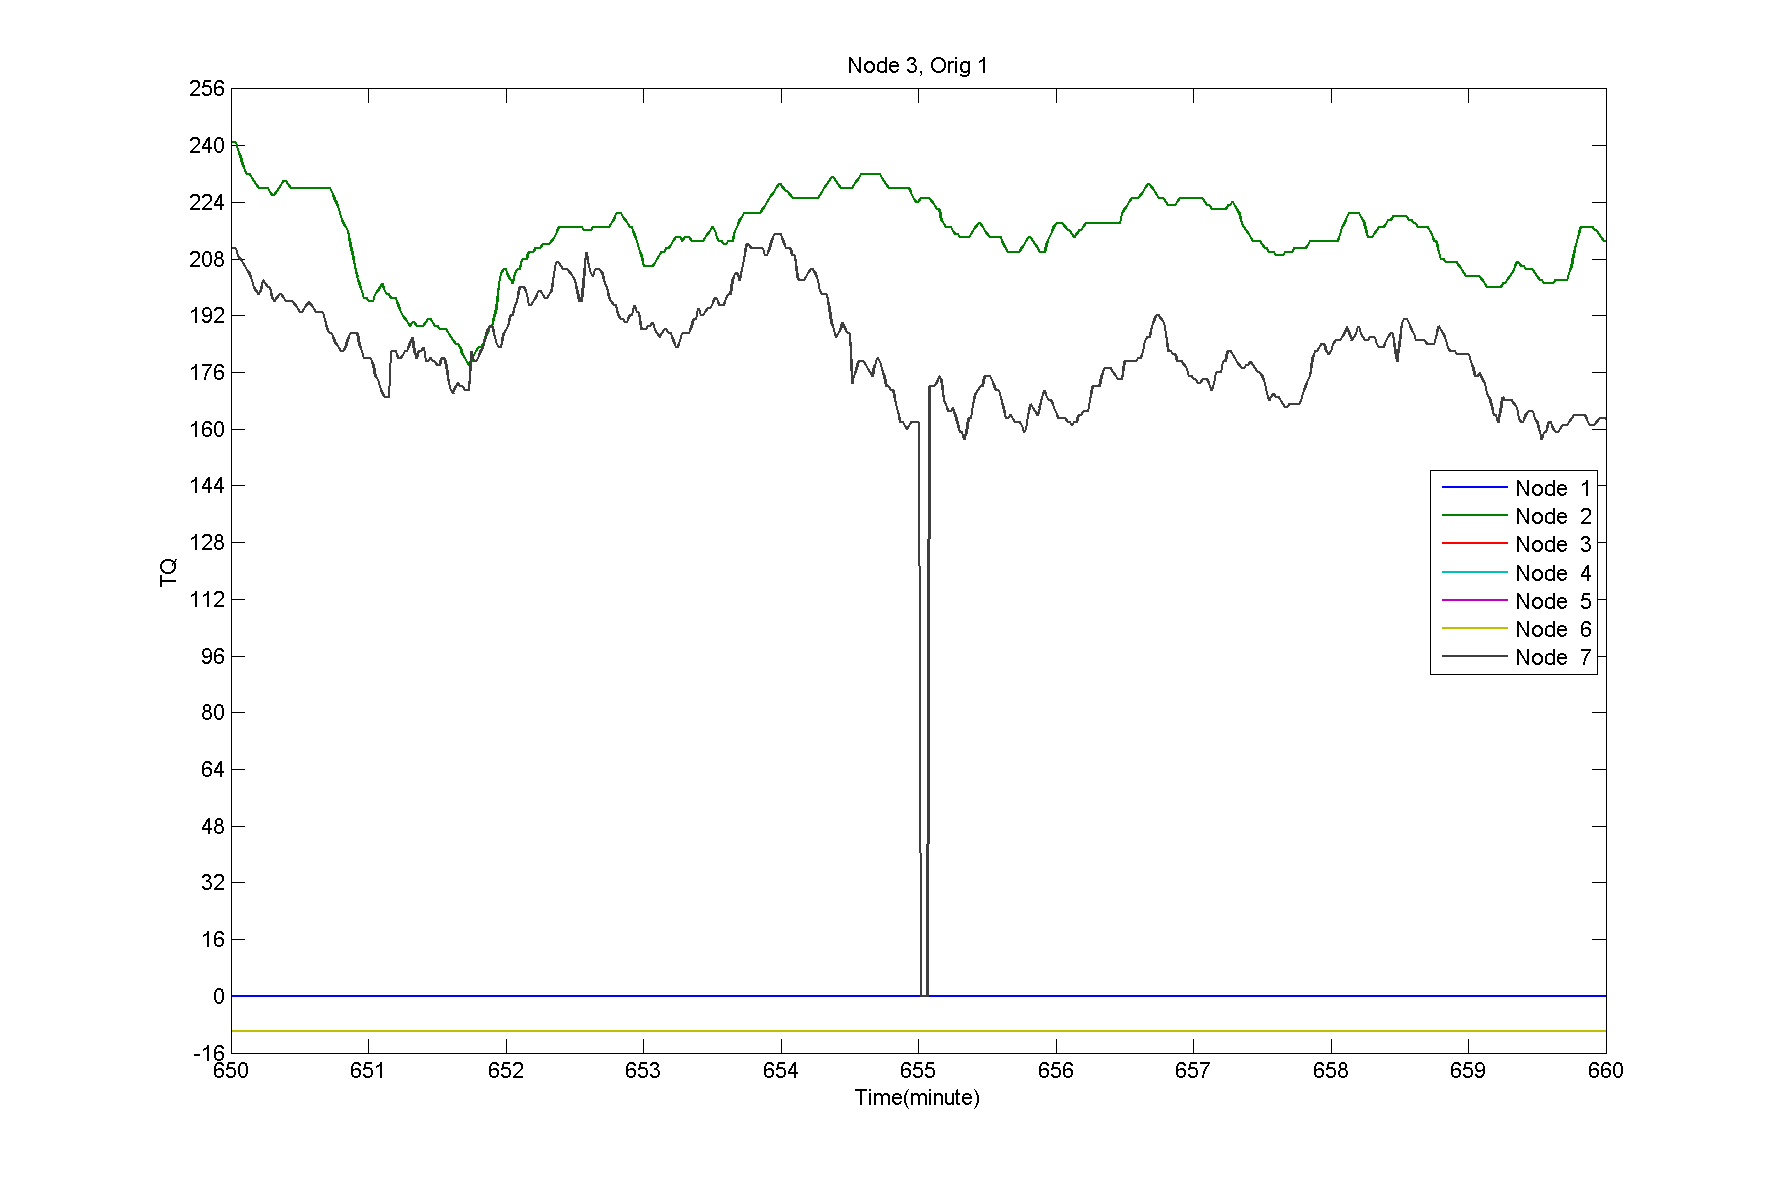 Node 3, Orig 1
256
240
224
208
192
176
160
144
128
112
96
80
64
48
32
16
0
-16
TQ
Node 1
Node 2
Node 3
Node 4
Node 5
Node 6
Node 7
650 651 652 653 654 655 656 657 658 659 660
Time(minute)